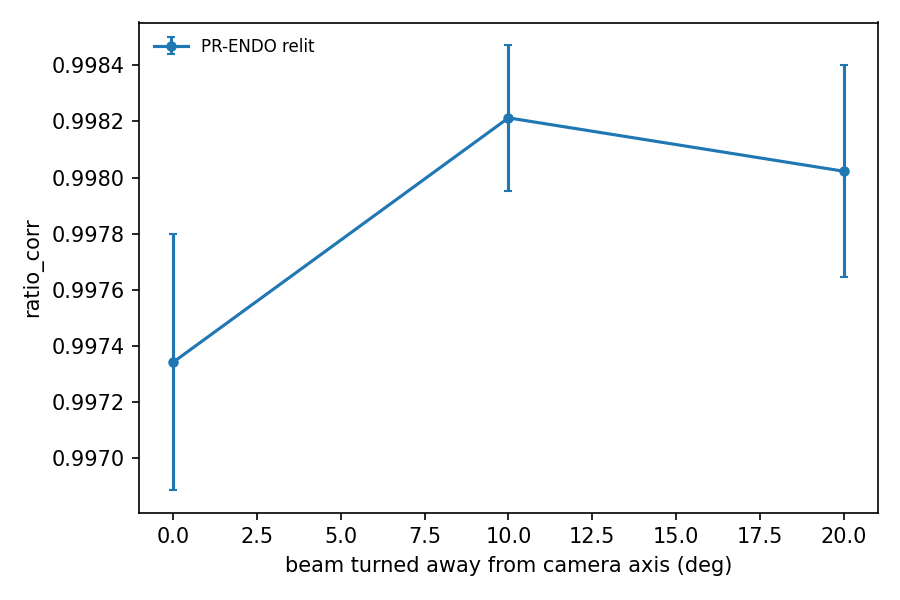 PR-ENDO relit
0.9984
0.9982
0.9980
0.9978
0.9976
0.9974
0.9972
0.9970
ratio_corr
0.0 2.5 5.0 7.5 10.0 12.5 15.0 17.5 20.0
beam turned away from camera axis (deg)